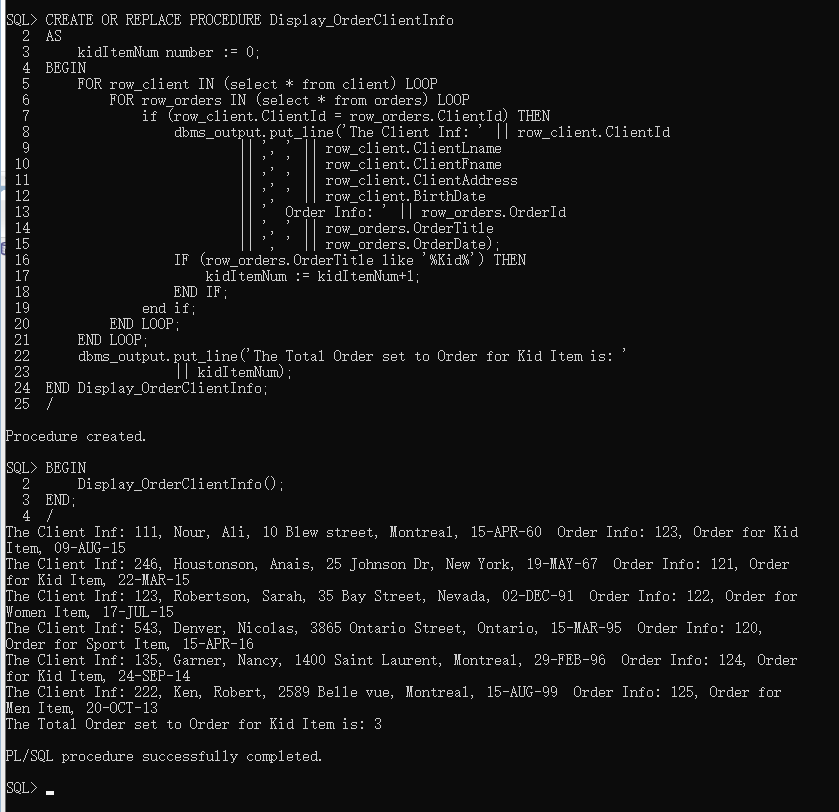 SQL> CREATE OR REPLACE PROCEDURE Display_OrderClientInfo
  2  AS
  3      kidItemNum number := 0;
  4  BEGIN
  5      FOR row_client IN (select * from client) LOOP
  6          FOR row_orders IN (select * from orders) LOOP
  7              if (row_client.ClientId = row_orders.ClientId) THEN
  8                  dbms_output.put_line('The Client Inf: ' || row_client.ClientId
  9                          || ', ' || row_client.ClientLname
 10                          || ', ' || row_client.ClientFname
 11                          || ', ' || row_client.ClientAddress
 12                          || ', ' || row_client.BirthDate
 13                          || '  Order Info: ' || row_orders.OrderId
 14                          || ', ' || row_orders.OrderTitle
 15                          || ', ' || row_orders.OrderDate);
 16                  IF (row_orders.OrderTitle like '%Kid%') THEN
 17                      kidItemNum := kidItemNum+1;
 18                  END IF;
 19              end if;
 20          END LOOP;
 21      END LOOP;
 22      dbms_output.put_line('The Total Order set to Order for Kid Item is: '
 23                  || kidItemNum);
 24  END Display_OrderClientInfo;
 25  /
Procedure created.
SQL> BEGIN
  2      Display_OrderClientInfo();
  3  END;
  4  /
The Client Inf: 111, Nour, Ali, 10 Blew street, Montreal, 15-APR-60  Order Info: 123, Order for Kid
Item, 09-AUG-15
The Client Inf: 246, Houstonson, Anais, 25 Johnson Dr, New York, 19-MAY-67  Order Info: 121, Order
for Kid Item, 22-MAR-15
The Client Inf: 123, Robertson, Sarah, 35 Bay Street, Nevada, 02-DEC-91  Order Info: 122, Order for
Women Item, 17-JUL-15
The Client Inf: 543, Denver, Nicolas, 3865 Ontario Street, Ontario, 15-MAR-95  Order Info: 120,
Order for Sport Item, 15-APR-16
The Client Inf: 135, Garner, Nancy, 1400 Saint Laurent, Montreal, 29-FEB-96  Order Info: 124, Order
for Kid Item, 24-SEP-14
The Client Inf: 222, Ken, Robert, 2589 Belle vue, Montreal, 15-AUG-99  Order Info: 125, Order for
Men Item, 20-OCT-13
The Total Order set to Order for Kid Item is: 3
PL/SQL procedure successfully completed.
SQL>